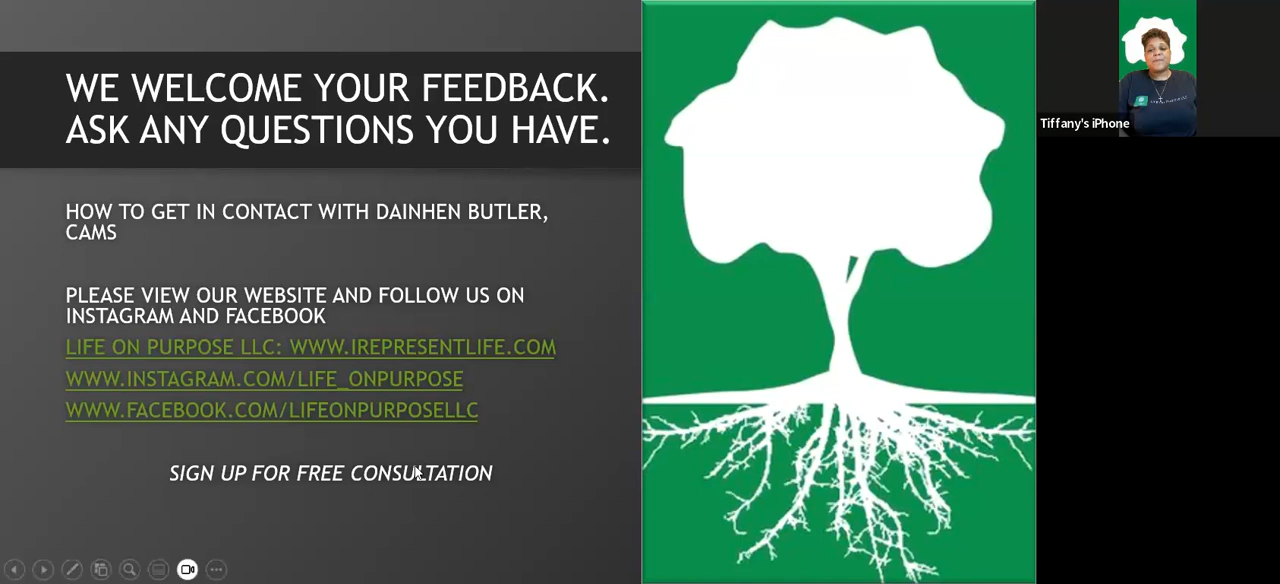 WE WELCOME YOUR FEEDBACK.
ASK ANY QUESTIONS YOU HAVE.
HOW TO GET IN CONTACT WITH DAINHEN BUTLER,
CAMS
PLEASE VIEW OUR WEBSITE AND FOLLOW US ON
INSTAGRAM AND FACEBOOK
LIFE ON PURPOSE LLC: WWW.IREPRESENTLIFE.COM
WWW.INSTAGRAM.COM/LIFE_ONPURPOSE
WWW.FACEBOOK.COM/LIFEONPURPOSELLC
SIGN UP FOR FREE CONSULTATION
Tiffany's iPhone